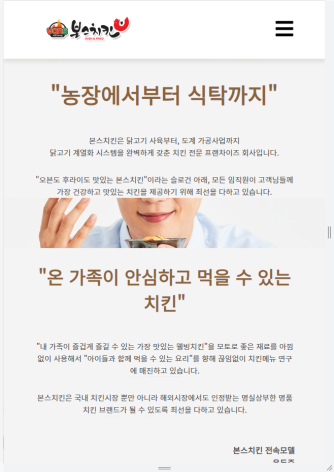 본스치킨
"농장에서부터 식탁까지"
본스치킨은 닭고기 사육부터, 도계 가공사업까지
닭고기 계열화 시스템을 완벽하게 갖춘 치킨 전문 프랜차이즈 회사입니다.
"오븐도 후라이도 맛있는 본스치킨"이라는 슬로건 아래, 모든 임직원이 고객님들께
가장 건강하고 맛있는 치킨을 제공하기 위해 최선을 다하고 있습니다.
"온 가족이 안심하고 먹을 수 있는
치킨"
"내 가족이 즐겁게 즐길 수 있는 가장 맛있는 웰빙치킨"을 모토로 좋은 재료를 아낌
없이 사용해서 "아이들과 함께 먹을 수 있는 요리"를 향해 끊임없이 치킨메뉴 연구
에 매진하고 있습니다.
본스치킨은 국내 치킨시장 뿐만 아니라 해외시장에서도 인정받는 명실상부한 명품
치킨 브랜드가 될 수 있도록 최선을 다하고 있습니다.
본스치킨 전속모델